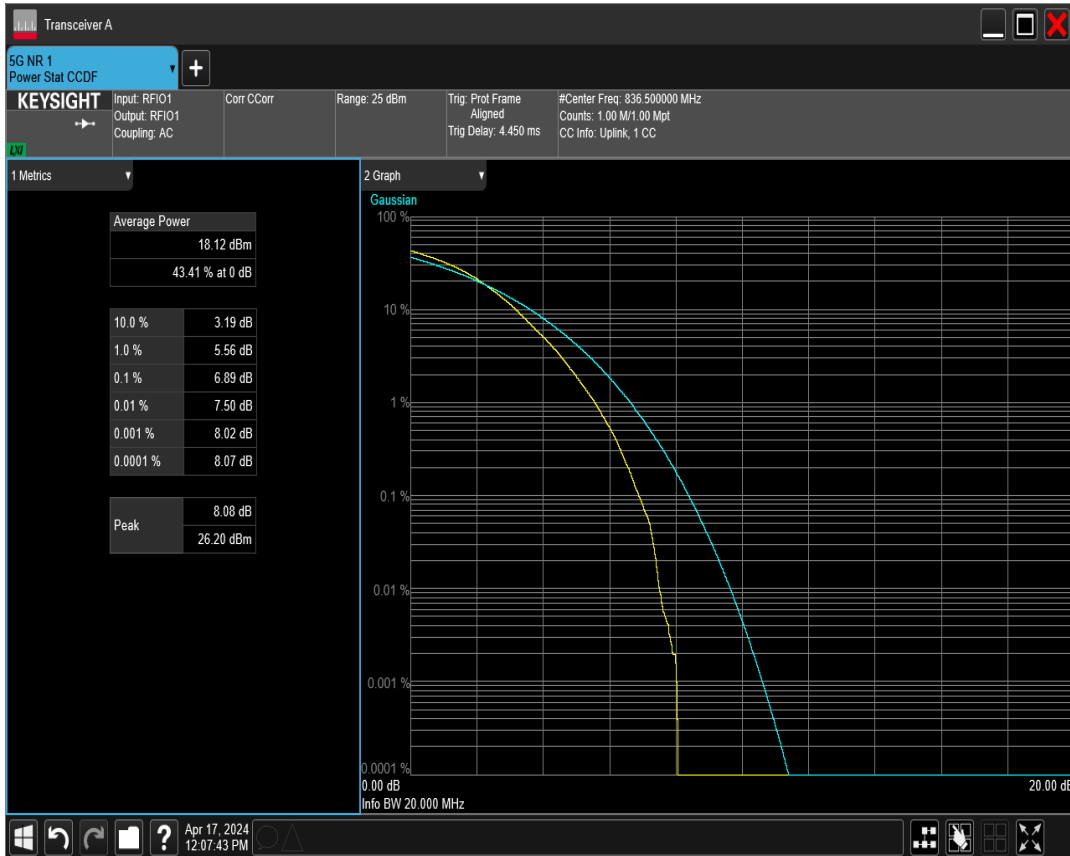 Transceiver A
5G NR 1
Power Stat CCDF
KEYSIGHT
LXI
Input: RFIO1
Output: RFIO1
Coupling: AC
Corr CCorr
Range: 25 dBm
Trig: Prot Frame
Aligned
Trig Delay: 4.450 ms
#Center Freq: 836.500000 MHz
Counts: 1.00 M/1.00 Mpt
CC Info: Uplink, 1 CC
1 Metrics
Average Power
18.12 dBm
43.41 % at 0 dB
10.0 % 3.19 dB
1.0 % 5.56 dB
0.1 % 6.89 dB
0.01 % 7.50 dB
0.001 % 8.02 dB
0.0001 % 8.07 dB
Peak 8.08 dB
26.20 dBm
2 Graph
Gaussian
100 %
10 %
1 %
0.1 %
0.01 %
0.001 %
0.0001 %
0.00 dB 20.00 dB
Info BW 20.000 MHz
? Apr 17, 2024
12:07:43 PM